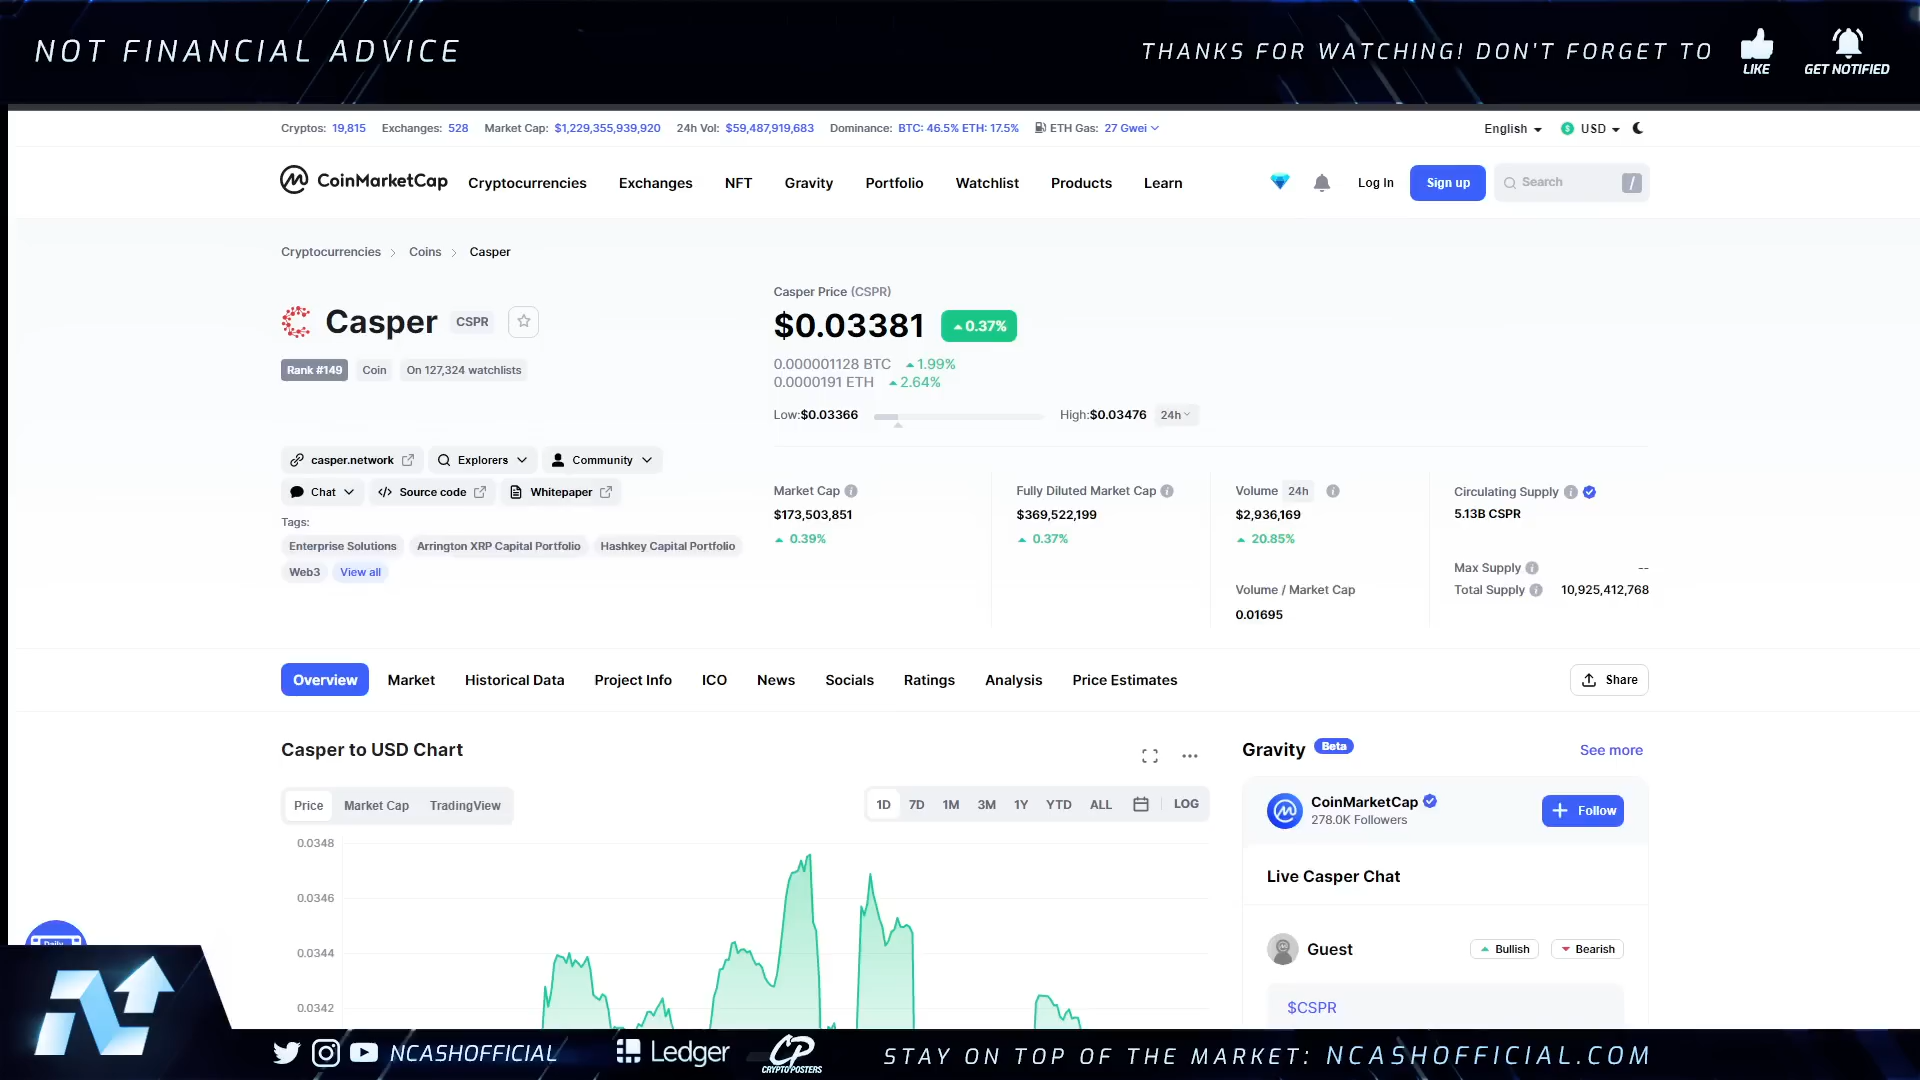 NOT FINANCIAL ADVICE
THANKS FOR WATCHING! DON'T FORGET TO
LIKE
GET NOTIFIED
Cryptos: 19,815 Exchanges: 528 Market Cap: $1,229,355,939,920 24h Vol: $59,487,919,683 Dominance: BTC: 46.5% ETH: 17.5% ETH Gas: 27 Gwei
English USD
CoinMarketCap Cryptocurrencies Exchanges NFT Gravity Portfolio Watchlist Products Learn
Log In Sign up Search /
Cryptocurrencies Coins Casper
Casper CSPR
Rank #149 Coin On 127,324 watchlists
casper.network Explorers Community
Chat Source code Whitepaper
Tags:
Enterprise Solutions Arrington XRP Capital Portfolio Hashkey Capital Portfolio
Web3 View all
Casper Price (CSPR)
$0.03381 0.37%
0.000001128 BTC 1.99%
0.0000191 ETH 2.64%
Low:$0.03366 High:$0.03476 24h
Market Cap
$173,503,851
0.39%
Fully Diluted Market Cap
$369,522,199
0.37%
Volume 24h
$2,936,169
20.85%
Volume / Market Cap
0.01695
Circulating Supply
5.13B CSPR
Max Supply --
Total Supply 10,925,412,768
Overview Market Historical Data Project Info ICO News Socials Ratings Analysis Price Estimates Share
Casper to USD Chart
Price Market Cap TradingView
1D 7D 1M 3M 1Y YTD ALL LOG
0.0348
0.0346
0.0344
0.0342
Gravity Beta See more
CoinMarketCap
278.0K Followers
Follow
Live Casper Chat
Guest Bullish Bearish
$CSPR
Daily
NCASHOFFICIAL Ledger
CP
CRYPTOPOSTERS
STAY ON TOP OF THE MARKET: NCASHOFFICIAL.COM